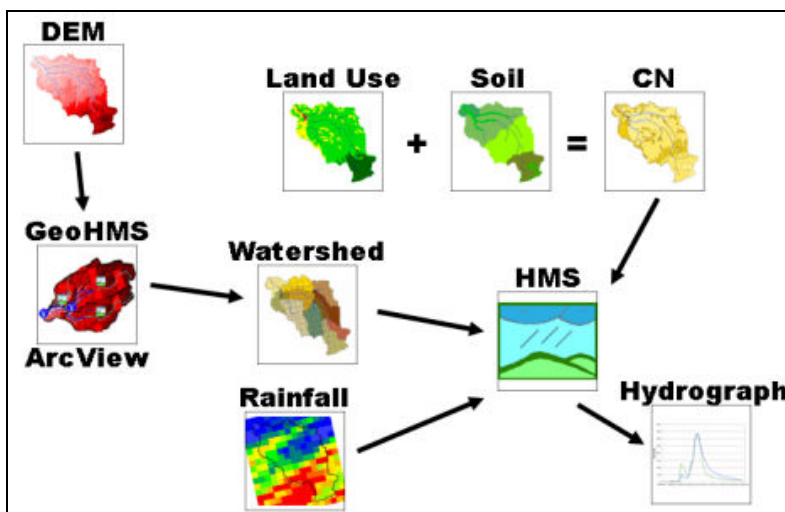 DEM
Land Use + Soil = CN
GeoHMS
ArcView
Watershed
HMS
Rainfall
Hydrograph